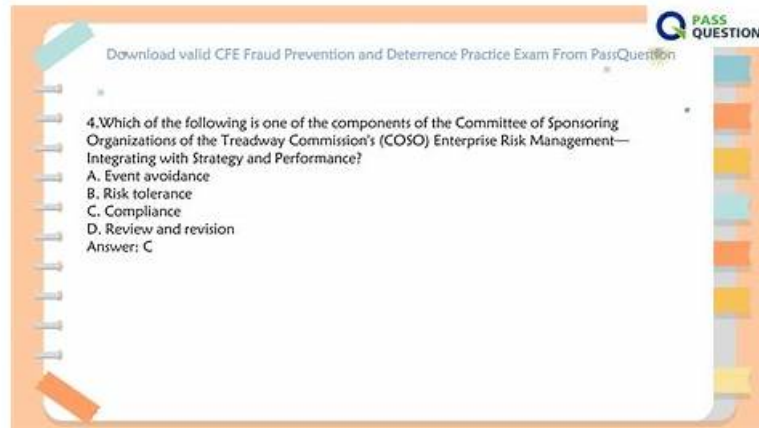 PASS
QUESTION
Download valid CFE Fraud Prevention and Deterrence Practice Exam From PassQuestion
4.Which of the following is one of the components of the Committee of Sponsoring
Organizations of the Treadway Commission's (COSO) Enterprise Risk Management—
Integrating with Strategy and Performance?
A. Event avoidance
B. Risk tolerance
C. Compliance
D. Review and revision
Answer: C